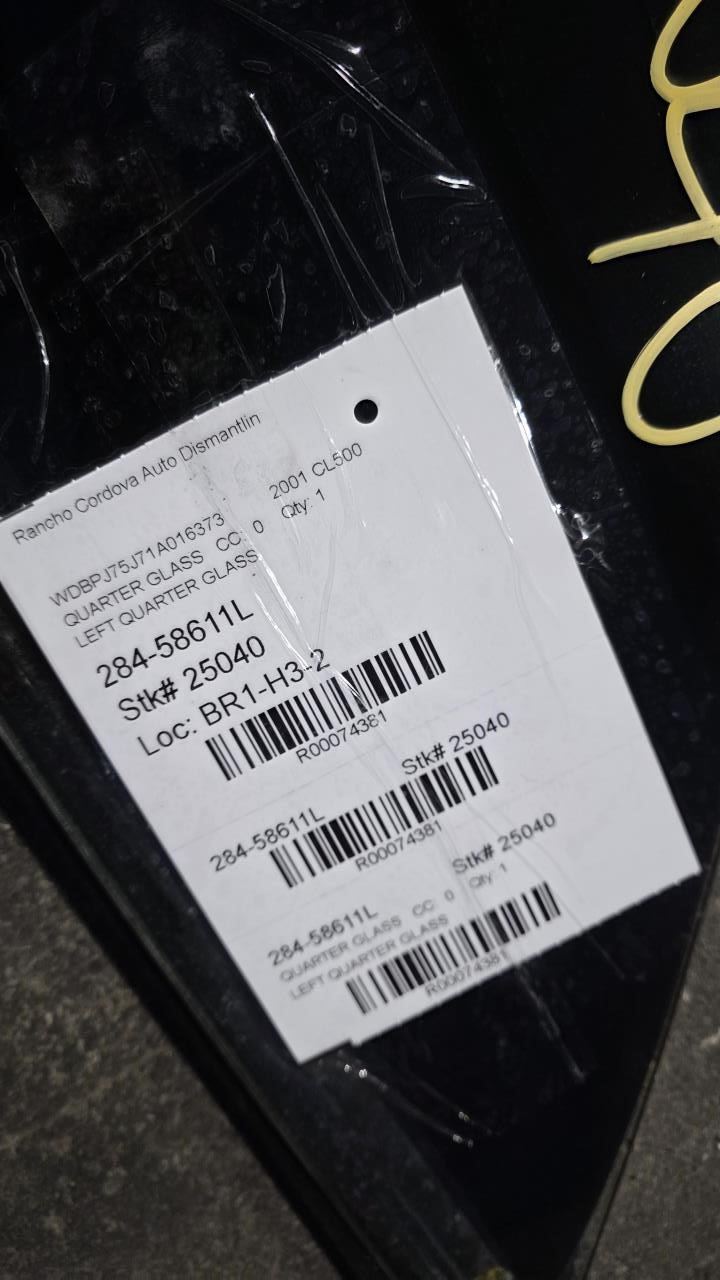 Rancho Cordova Auto Dismantlin
WDBPJ75J71A016373 2001 CL500
QUARTER GLASS CC: 0 Qty: 1
LEFT QUARTER GLASS
284-58611L
Stk# 25040
Loc: BR1-H3-2
R00074381
284-58611L Stk# 25040
R00074381
284-58611L Stk# 25040
QUARTER GLASS CC: 0 Qty: 1
LEFT QUARTER GLASS
R00074381